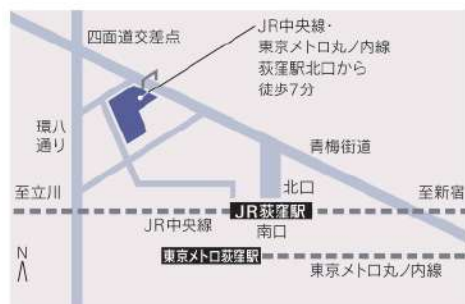 四面道交差点
JR中央線・
東京メトロ丸ノ内線
荻窪駅北口から
徒歩7分
環八
通り
青梅街道
至立川
北口
至新宿
JR荻窪駅
JR中央線
南口
東京メトロ荻窪駅
東京メトロ丸ノ内線
N